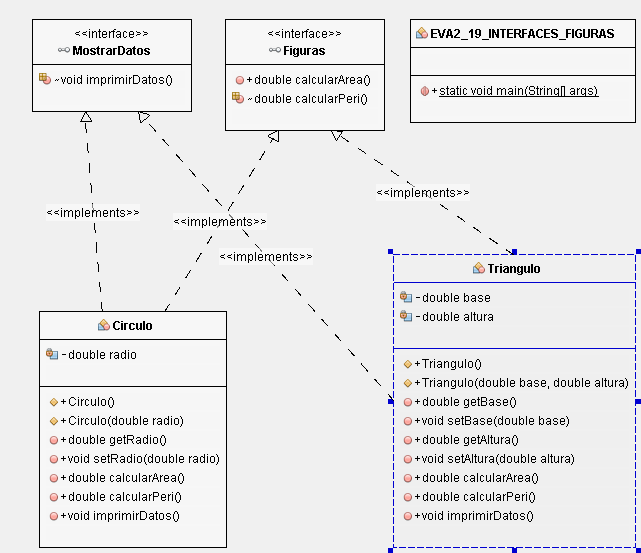 <<interface>>
MostrarDatos
~void imprimirDatos()
<<interface>>
Figuras
+double calcularArea()
~double calcularPeri()
EVA2_19_INTERFACES_FIGURAS
+static void main(String[] args)
<<implements>>
<<implements>>
<<implements>>
<<implements>>
Circulo
-double radio
+Circulo()
+Circulo(double radio)
+double getRadio()
+void setRadio(double radio)
+double calcularArea()
+double calcularPeri()
+void imprimirDatos()
Triangulo
-double base
-double altura
+Triangulo()
+Triangulo(double base, double altura)
+double getBase()
+void setBase(double base)
+double getAltura()
+void setAltura(double altura)
+double calcularArea()
+double calcularPeri()
+void imprimirDatos()